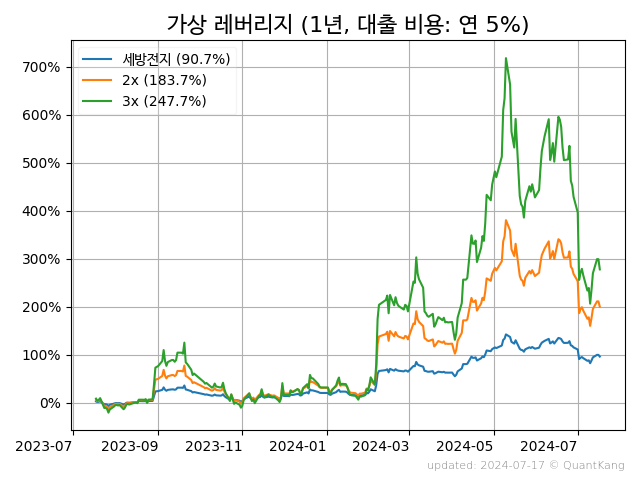 가상 레버리지 (1년, 대출 비용: 연 5%)
세방전지 (90.7%)
2x (183.7%)
3x (247.7%)
700%
600%
500%
400%
300%
200%
100%
0%
2023-07 2023-09 2023-11 2024-01 2024-03 2024-05 2024-07
updated: 2024-07-17 © QuantKang